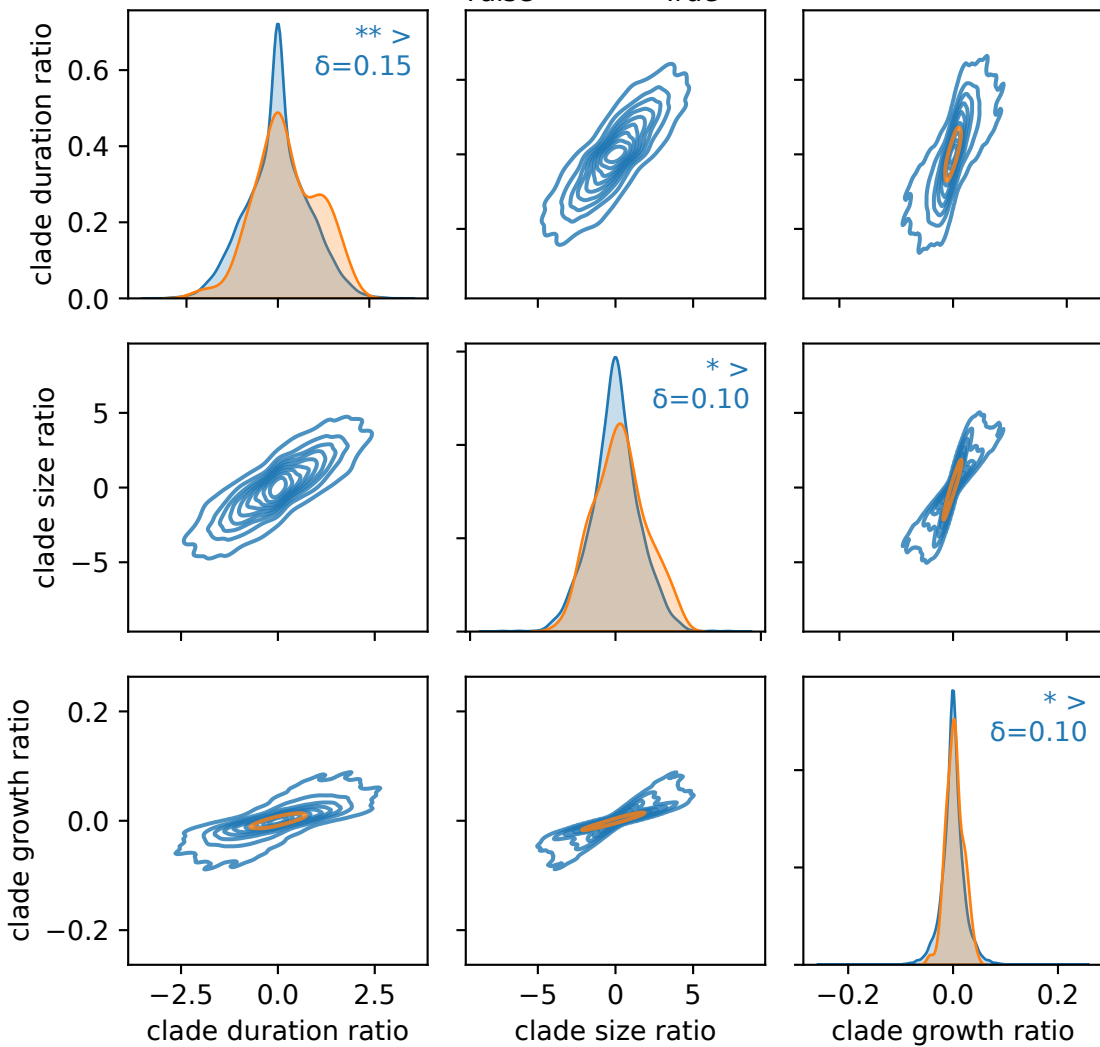 False True
clade duration ratio
0.6
0.4
0.2
0.0
** >
δ=0.15
clade size ratio
5
0
−5
* >
δ=0.10
clade growth ratio
0.2
0.0
−0.2
* >
δ=0.10
−2.5 0.0 2.5
−5 0 5
−0.2 0.0 0.2
clade duration ratio
clade size ratio
clade growth ratio